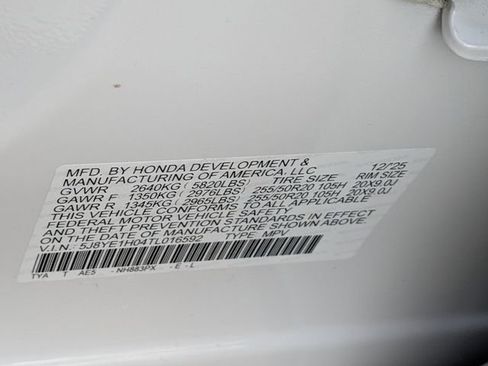 MFD. BY HONDA DEVELOPMENT & 12/25
MANUFACTURING OF AMERICA, LLC
GVWR 2640KG ( 5820LBS) TIRE SIZE RIM SIZE
GAWR F 1350KG ( 2976LBS) 255/50R20 105H 20X9.0J
GAWR R 1345KG ( 2965LBS) 255/50R20 105H 20X9.0J
THIS VEHICLE CONFORMS TO ALL APPLICABLE
FEDERAL MOTOR VEHICLE SAFETY
AND THEFT PREVENTION STANDARDS IN EFFECT
ON THE DATE OF MANUFACTURE SHOWN ABOVE
V.I.N: 5J8YE1H04TL016592 TYPE: MPV
TYA T AE5 NH883PX - E - L